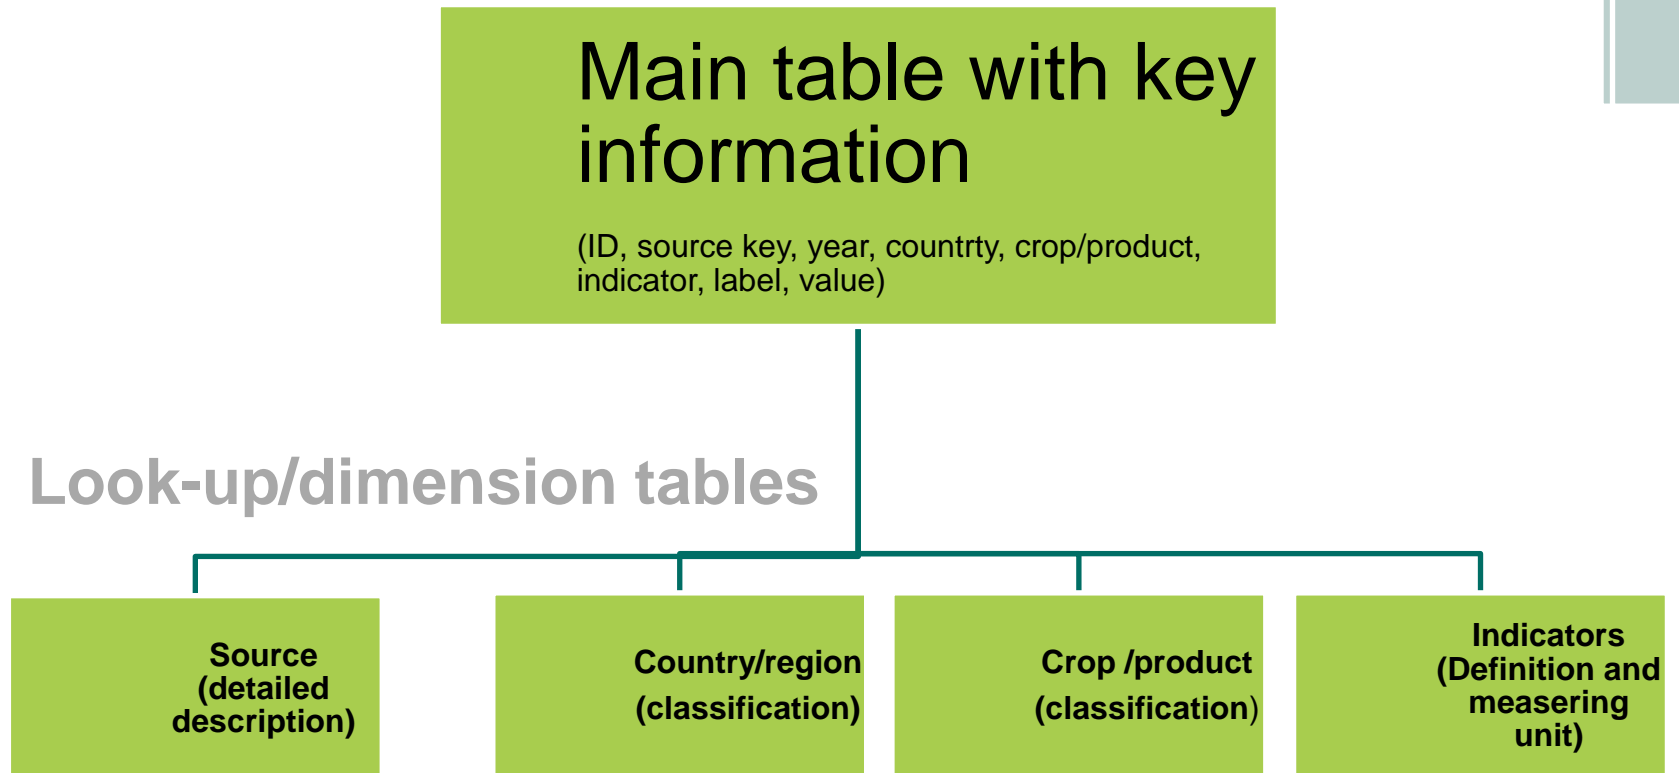 Main table with key
information
(ID, source key, year, countrty, crop/product,
indicator, label, value)
Look-up/dimension tables
Source
(detailed
description)
Country/region
(classification)
Crop /product
(classification)
Indicators
(Definition and
measering
unit)